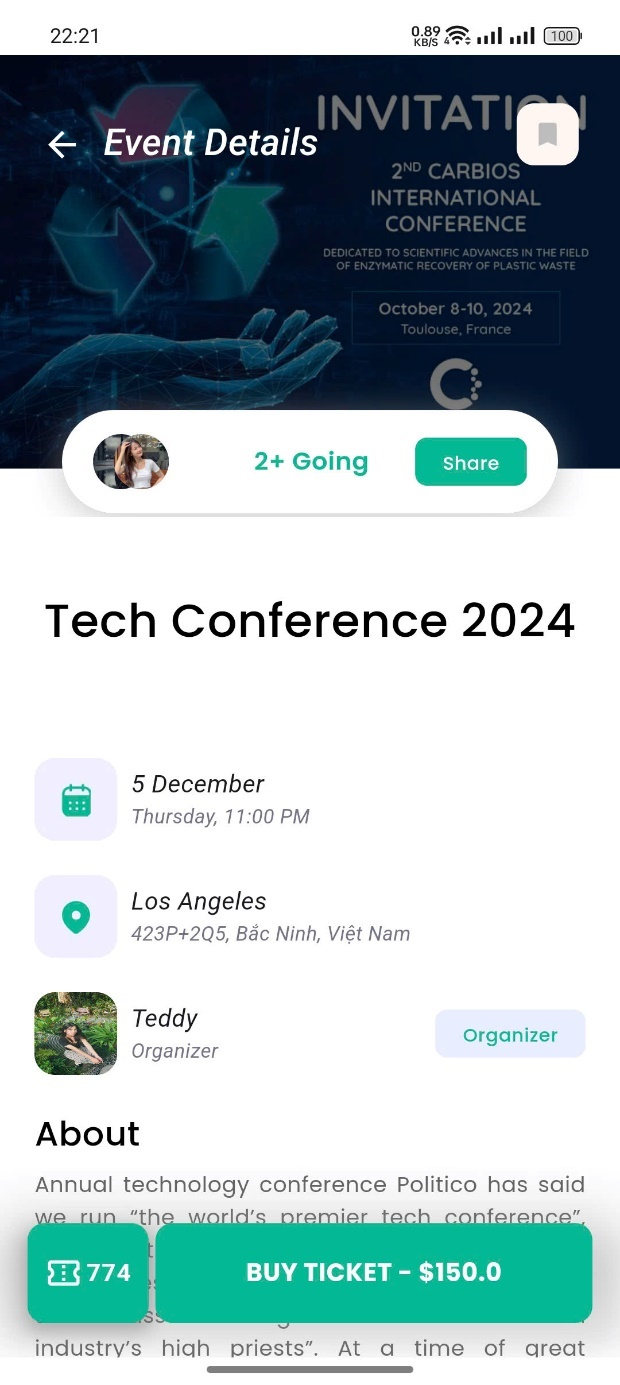 22:21
0.89
KB/S
4
100
INVITATI N
Event Details
2ND CARBIOS
INTERNATIONAL
CONFERENCE
DEDICATED TO SCIENTIFIC ADVANCES IN THE FIELD
OF ENZYMATIC RECOVERY OF PLASTIC WASTE
October 8-10, 2024
Toulouse, France
2+ Going
Share
Tech Conference 2024
5 December
Thursday, 11:00 PM
Los Angeles
423P+2Q5, Bắc Ninh, Việt Nam
Teddy
Organizer
Organizer
About
Annual technology conference Politico has said
we run “the world’s premier tech conference”,
774
BUY TICKET - $150.0
industry’s high priests”. At a time of great